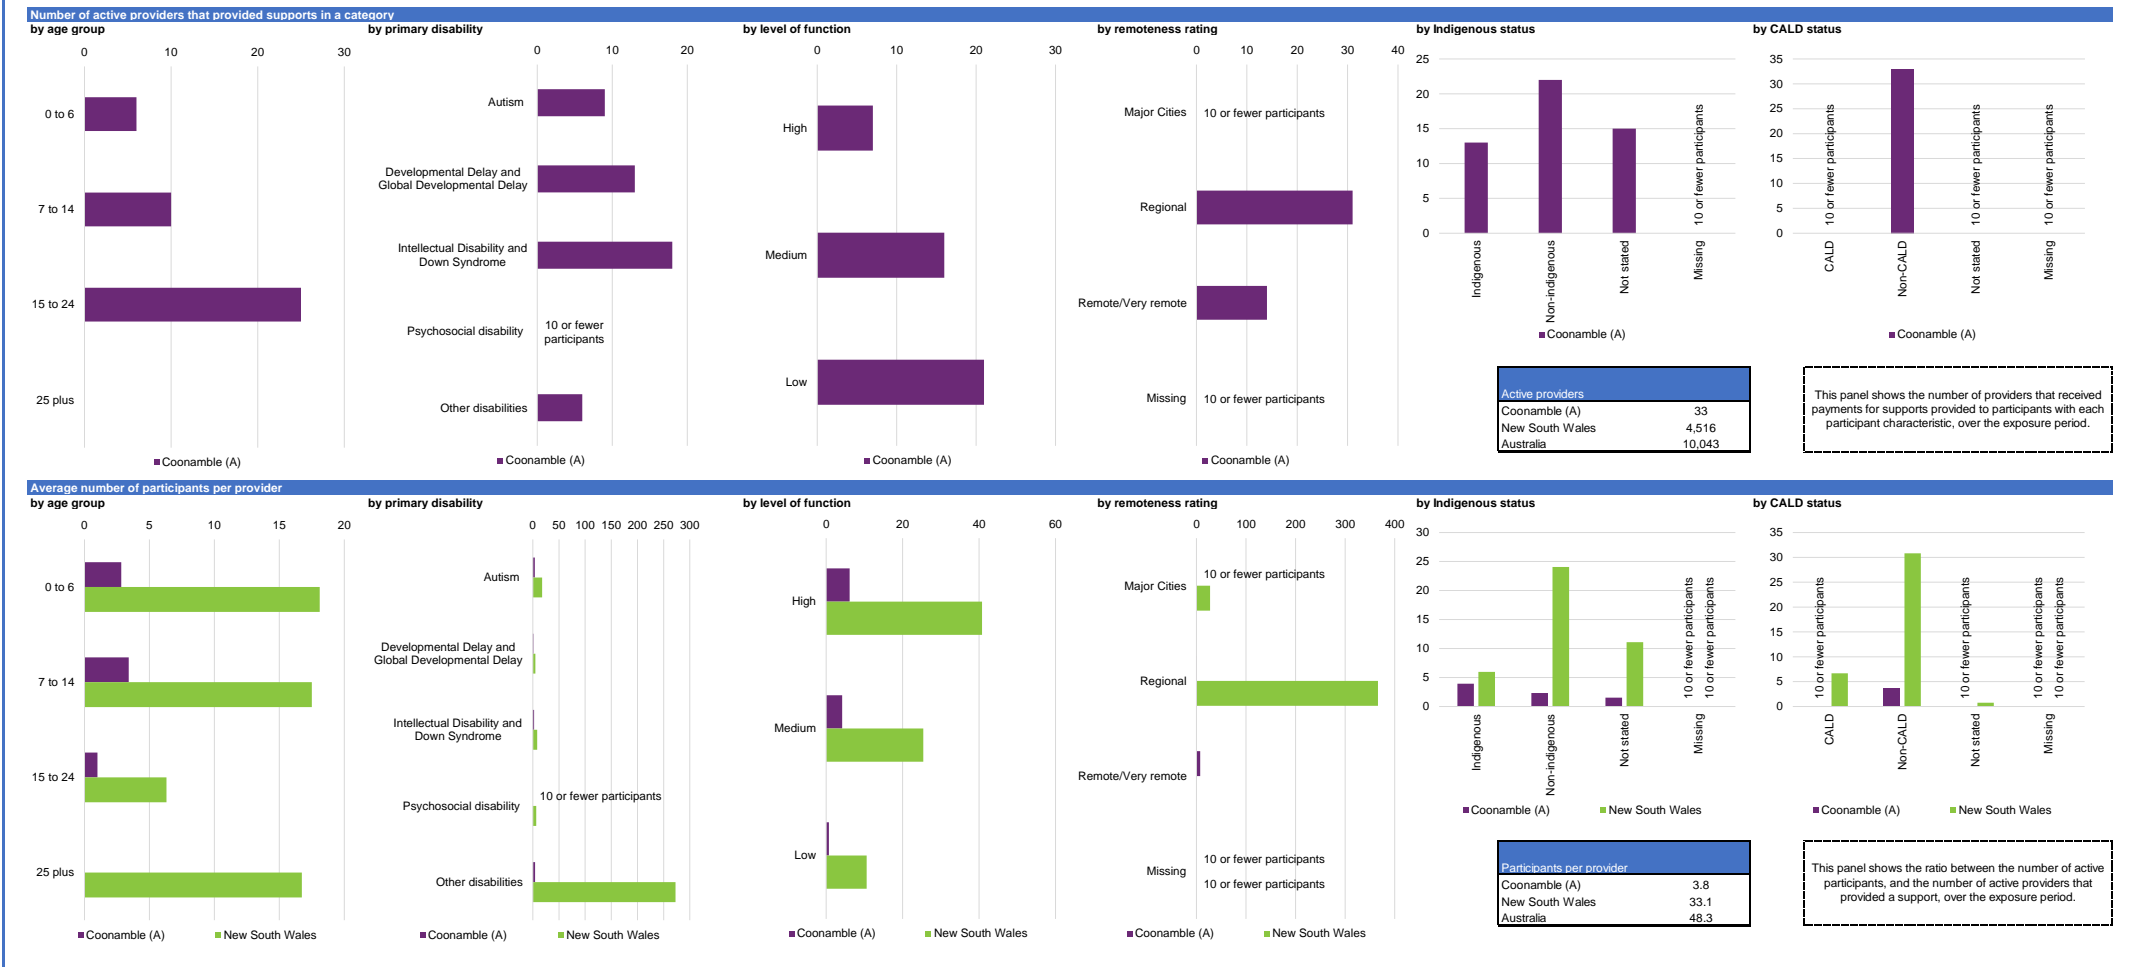 Number of active providers that provided supports in a category
by age group
0 10 20 30
0 to 6
7 to 14
15 to 24
25 plus
Coonamble (A)
by primary disability
0 10 20
Autism
Developmental Delay and
Global Developmental Delay
Intellectual Disability and
Down Syndrome
Psychosocial disability
10 or fewer
participants
Other disabilities
Coonamble (A)
by level of function
0 10 20 30
High
Medium
Low
Coonamble (A)
by remoteness rating
0 10 20 30 40
Major Cities 10 or fewer participants
Regional
Remote/Very remote
Missing 10 or fewer participants
Coonamble (A)
by Indigenous status
25
20
15
10
5
0
Indigenous
Non-indigenous
Not stated
Missing
10 or fewer participants
Coonamble (A)
by CALD status
35
30
25
20
15
10
5
0
10 or fewer participants
10 or fewer participants
10 or fewer participants
CALD
Non-CALD
Not stated
Missing
Coonamble (A)
Active providers
Coonamble (A) 33
New South Wales 4,516
Australia 10,043
This panel shows the number of providers that received
payments for supports provided to participants with each
participant characteristic, over the exposure period.
Average number of participants per provider
by age group
0 5 10 15 20
0 to 6
7 to 14
15 to 24
25 plus
Coonamble (A) New South Wales
by primary disability
0 50 100 150 200 250 300
Autism
Developmental Delay and
Global Developmental Delay
Intellectual Disability and
Down Syndrome
Psychosocial disability
10 or fewer participants
Other disabilities
Coonamble (A) New South Wales
by level of function
0 20 40 60
High
Medium
Low
Coonamble (A) New South Wales
by remoteness rating
0 100 200 300 400
Major Cities
10 or fewer participants
Regional
Remote/Very remote
Missing
10 or fewer participants
10 or fewer participants
Coonamble (A) New South Wales
by Indigenous status
30
25
20
15
10
5
0
10 or fewer participants
10 or fewer participants
Indigenous
Non-indigenous
Not stated
Missing
Coonamble (A) New South Wales
by CALD status
35
30
25
20
15
10
5
0
10 or fewer participants
10 or fewer participants
10 or fewer participants
10 or fewer participants
CALD
Non-CALD
Not stated
Missing
Coonamble (A) New South Wales
Participants per provider
Coonamble (A) 3.8
New South Wales 33.1
Australia 48.3
This panel shows the ratio between the number of active
participants, and the number of active providers that
provided a support, over the exposure period.